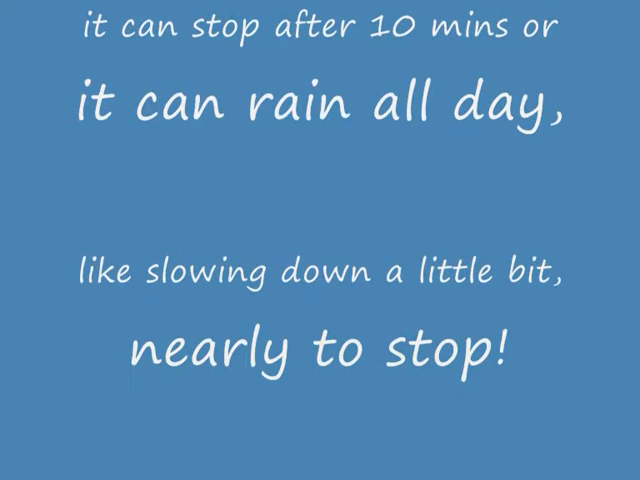 it can stop after 10 mins or
it can rain all day,
like slowing down a little bit,
nearly to stop!